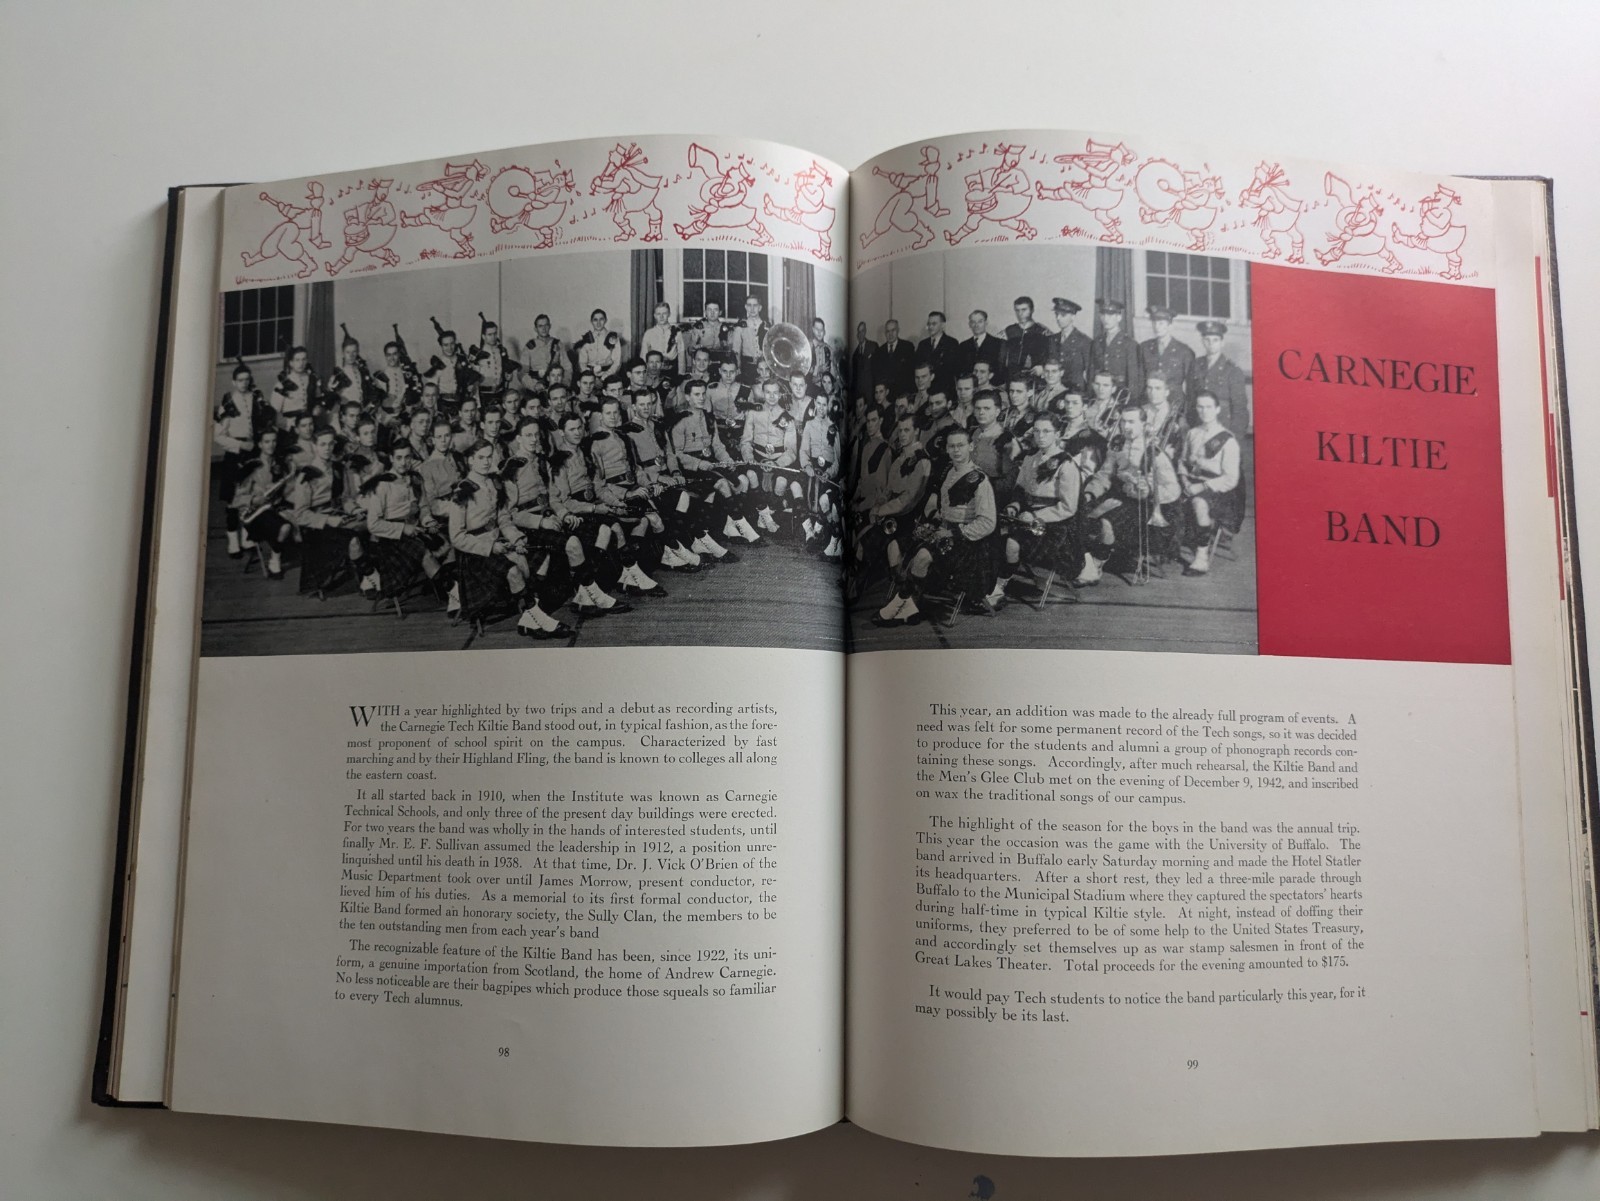 CARNEGIE
KILTIE
BAND
WITH a year highlighted by two trips and a debut as recording artists,
the Carnegie Tech Kiltie Band stood out, in typical fashion, as the fore-
most proponent of school spirit on the campus. Characterized by fast
marching and by their Highland Fling, the band is known to colleges all along
the eastern coast.
It all started back in 1910, when the Institute was known as Carnegie
Technical Schools, and only three of the present day buildings were erected.
For two years the band was wholly in the hands of interested students, until
finally Mr. E. F. Sullivan assumed the leadership in 1912, a position unre-
linquished until his death in 1938. At that time, Dr. J. Vick O'Brien of the
Music Department took over until James Morrow, present conductor, re-
lieved him of his duties. As a memorial to its first formal conductor, the
Kiltie Band formed an honorary society, the Sully Clan, the members to be
the ten outstanding men from each year's band
The recognizable feature of the Kiltie Band has been, since 1922, its uni-
form, a genuine importation from Scotland, the home of Andrew Carnegie.
No less noticeable are their bagpipes which produce those squeals so familiar
to every Tech alumnus.
98
This year, an addition was made to the already full program of events. A
need was felt for some permanent record of the Tech songs, so it was decided
to produce for the students and alumni a group of phonograph records con-
taining these songs. Accordingly, after much rehearsal, the Kiltie Band and
the Men's Glee Club met on the evening of December 9, 1942, and inscribed
on wax the traditional songs of our campus.
The highlight of the season for the boys in the band was the annual trip.
This year the occasion was the game with the University of Buffalo. The
band arrived in Buffalo early Saturday morning and made the Hotel Statler
its headquarters. After a short rest, they led a three-mile parade through
Buffalo to the Municipal Stadium where they captured the spectators' hearts
during half-time in typical Kiltie style. At night, instead of doffing their
uniforms, they preferred to be of some help to the United States Treasury,
and accordingly set themselves up as war stamp salesmen in front of the
Great Lakes Theater. Total proceeds for the evening amounted to $175.
It would pay Tech students to notice the band particularly this year, for it
may possibly be its last.
99